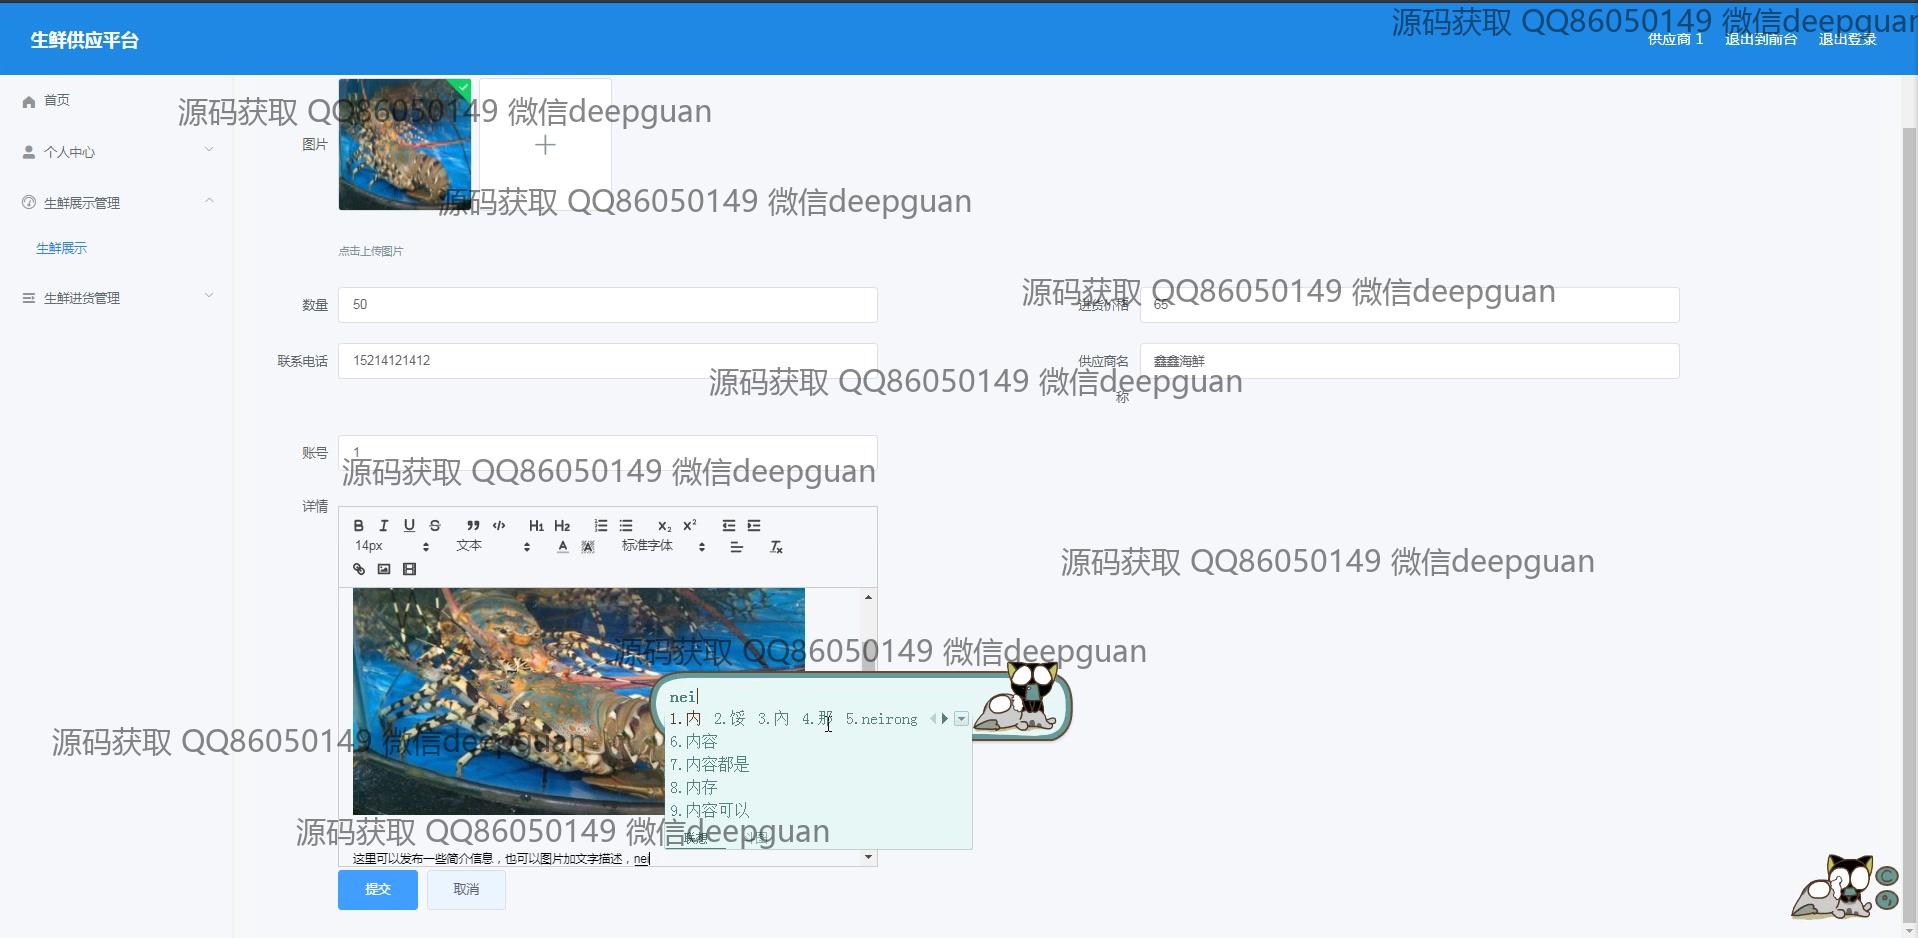 源码获取 QQ86050149 微信deepguan
生鲜供应平台
供应商 1 退出到前台 退出登录
首页
源码获取 QQ86050149 微信deepguan
图片
个人中心
生鲜展示管理
源码获取 QQ86050149 微信deepguan
生鲜展示
点击上传图片
生鲜进货管理
源码获取 QQ86050149 微信deepguan
数量 50 进货价格 65
联系电话 15214121412 供应商名称 鑫鑫海鲜
源码获取 QQ86050149 微信deepguan
账号 1
源码获取 QQ86050149 微信deepguan
详情
B I U S ” </> H1 H2 X2 X2
14px 文本 A A 标准字体 Tx
源码获取 QQ86050149 微信deepguan
源码获取 QQ86050149 微信deepguan
nei
1.内 2.馁 3.內 4.那 5.neirong
6.内容
源码获取 QQ86050149 微信deepguan
7.内容都是
8.内存
9.内容可以
源码获取 QQ86050149 微信deepguan
联想
这里可以发布一些简介信息，也可以图片加文字描述，nei
提交 取消